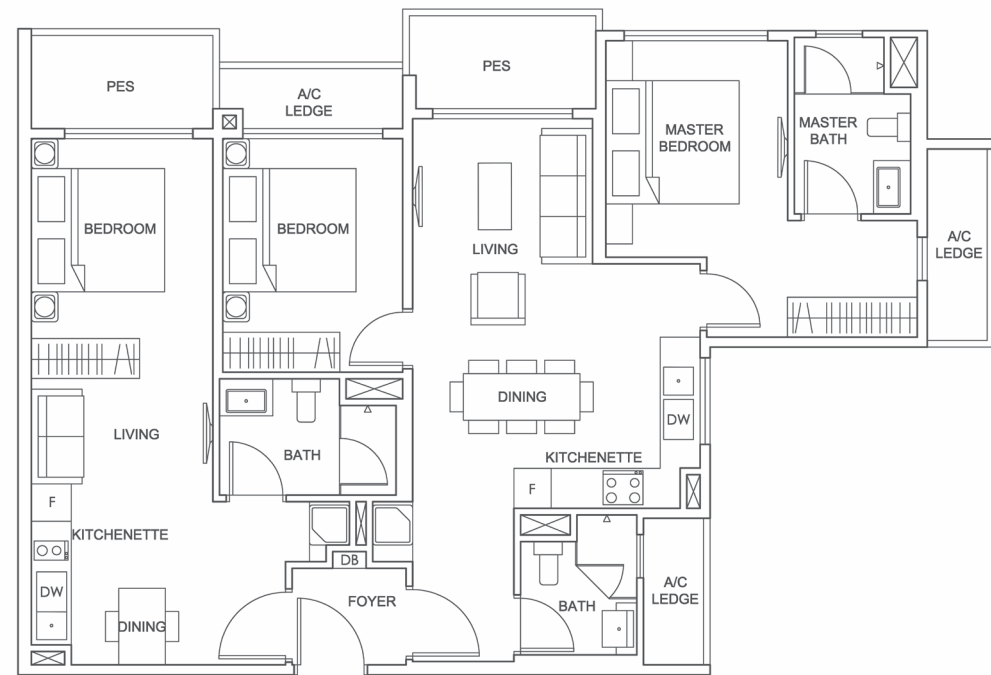 PES
PES
A/C
LEDGE
MASTER
BEDROOM
MASTER
BATH
BEDROOM
BEDROOM
LIVING
A/C
LEDGE
DINING
DW
LIVING
BATH
KITCHENETTE
F
F
KITCHENETTE
DB
DW
FOYER
BATH
A/C
LEDGE
DINING